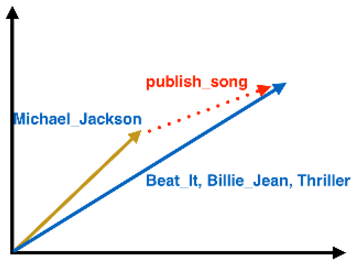 publish_song
Michael_Jackson
Beat_It, Billie_Jean, Thriller